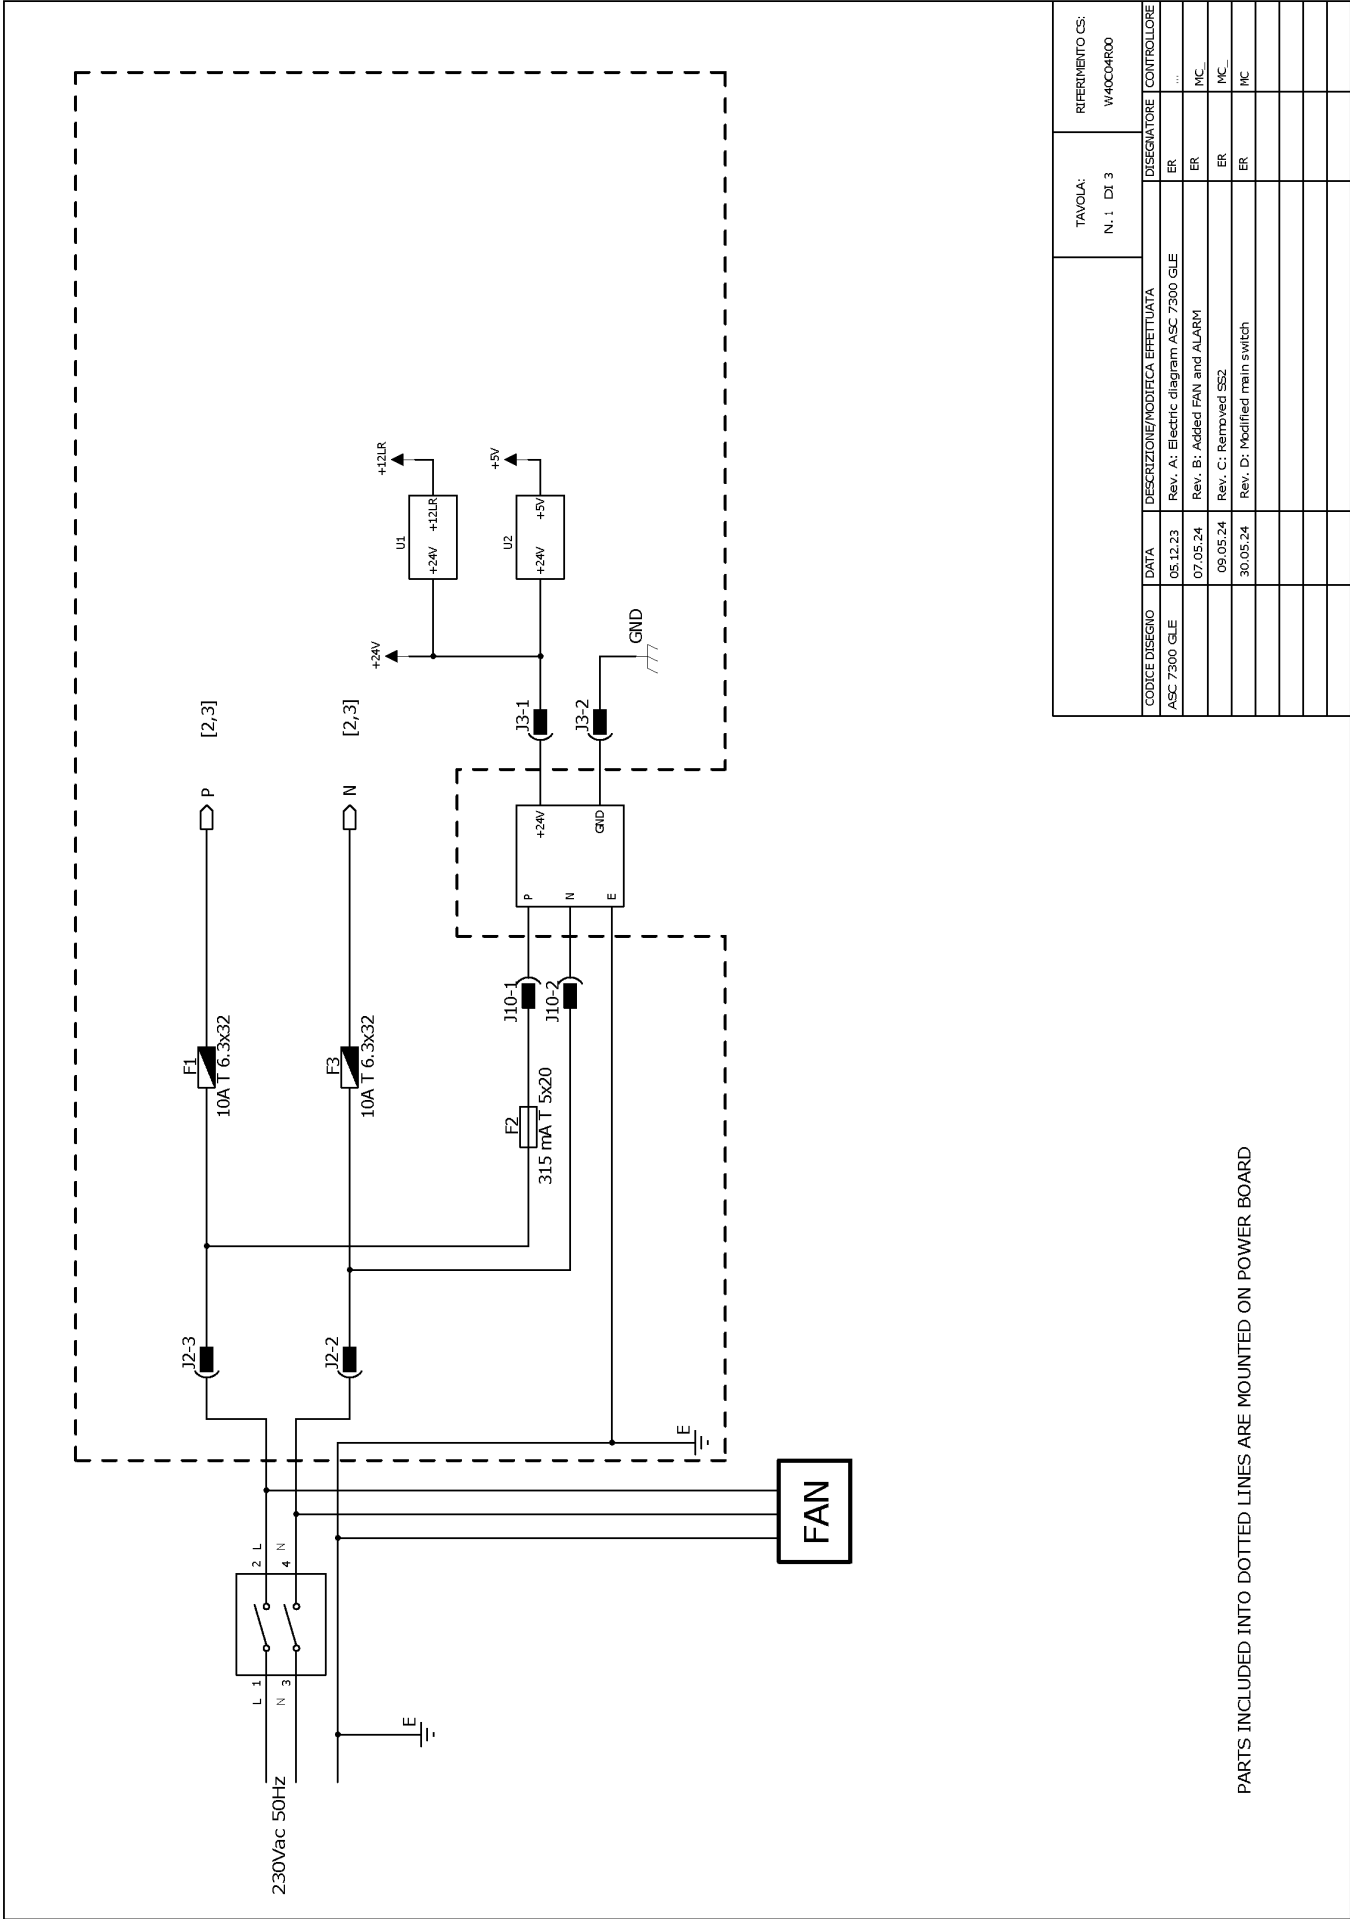 230Vac 50Hz
L 1
N 3
2 L
4 N
E
FAN
E
J2-3
J2-2
F1
10A T 6.3x32
F3
10A T 6.3x32
F2
315 mA T 5x20
J10-1
J10-2
P
N
E
+24V
GND
P [2,3]
N [2,3]
J3-1
J3-2
GND
+24V
U1
+24V +12LR
+12LR
U2
+24V +5V
+5V
PARTS INCLUDED INTO DOTTED LINES ARE MOUNTED ON POWER BOARD
TAVOLA:
N. 1 DI 3
RIFERIMENTO CS:
W40C04R00
CODICE DISEGNO DATA DESCRIZIONE/MODIFICA EFFETTUATA DISEGNATORE CONTROLLORE
ASC 7300 GLE 05.12.23 Rev. A: Electric diagram ASC 7300 GLE ER ...
07.05.24 Rev. B: Added FAN and ALARM ER MC_
09.05.24 Rev. C: Removed SS2 ER MC_
30.05.24 Rev. D: Modified main switch ER MC